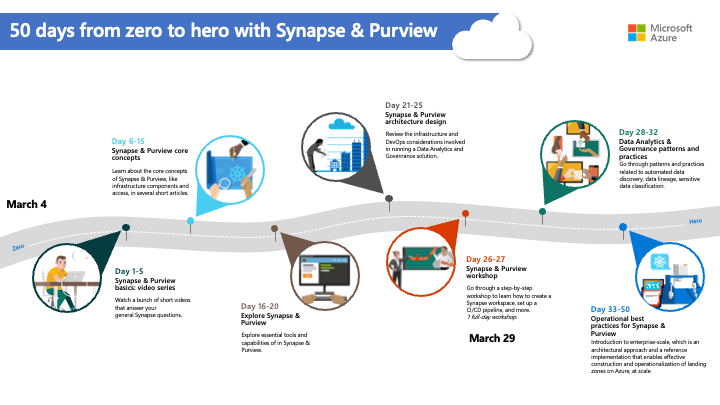 50 days from zero to hero with Synapse & Purview
Microsoft
Azure
March 4
Zero
Day 1-5
Synapse & Purview
basics: video series
Watch a bunch of short videos
that answer your
general Synapse questions.
Day 6-15
Synapse & Purview core
concepts
Learn about the core concepts
of Synapse & Purview, like
infrastructure components and
access, in several short articles.
Day 16-20
Explore Synapse &
Purview
Explore essential tools and
capabilities of in Synapse &
Purview.
Day 21-25
Synapse & Purview
architecture design
Review the infrastructure and
DevOps considerations involved
in running a Data Analytics and
Governance solution.
Day 26-27
Synapse & Purview
workshop
Go through a step-by-step
workshop to learn how to create a
Synapse workspace, set up a
CI/CD pipeline, and more.
1 full-day workshop.
March 29
Day 28-32
Data Analytics &
Governance patterns and
practices
Go through patterns and practices
related to automated data
discovery, data lineage, sensitive
data classification.
Day 33-50
Operational best
practices for Synapse &
Purview
Introduction to enterprise-scale, which is an
architectural approach and a reference
implementation that enables effective
construction and operationalization of landing
zones on Azure, at scale.
Hero